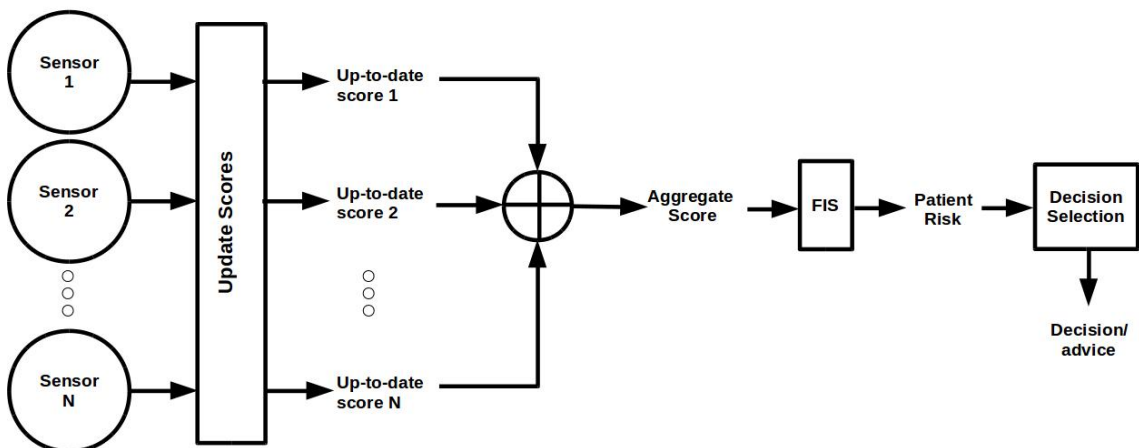 Sensor
1
Sensor
2
Sensor
N
Update Scores
Up-to-date
score 1
Up-to-date
score 2
Up-to-date
score N
Aggregate
Score
FIS
Patient
Risk
Decision
Selection
Decision/
advice